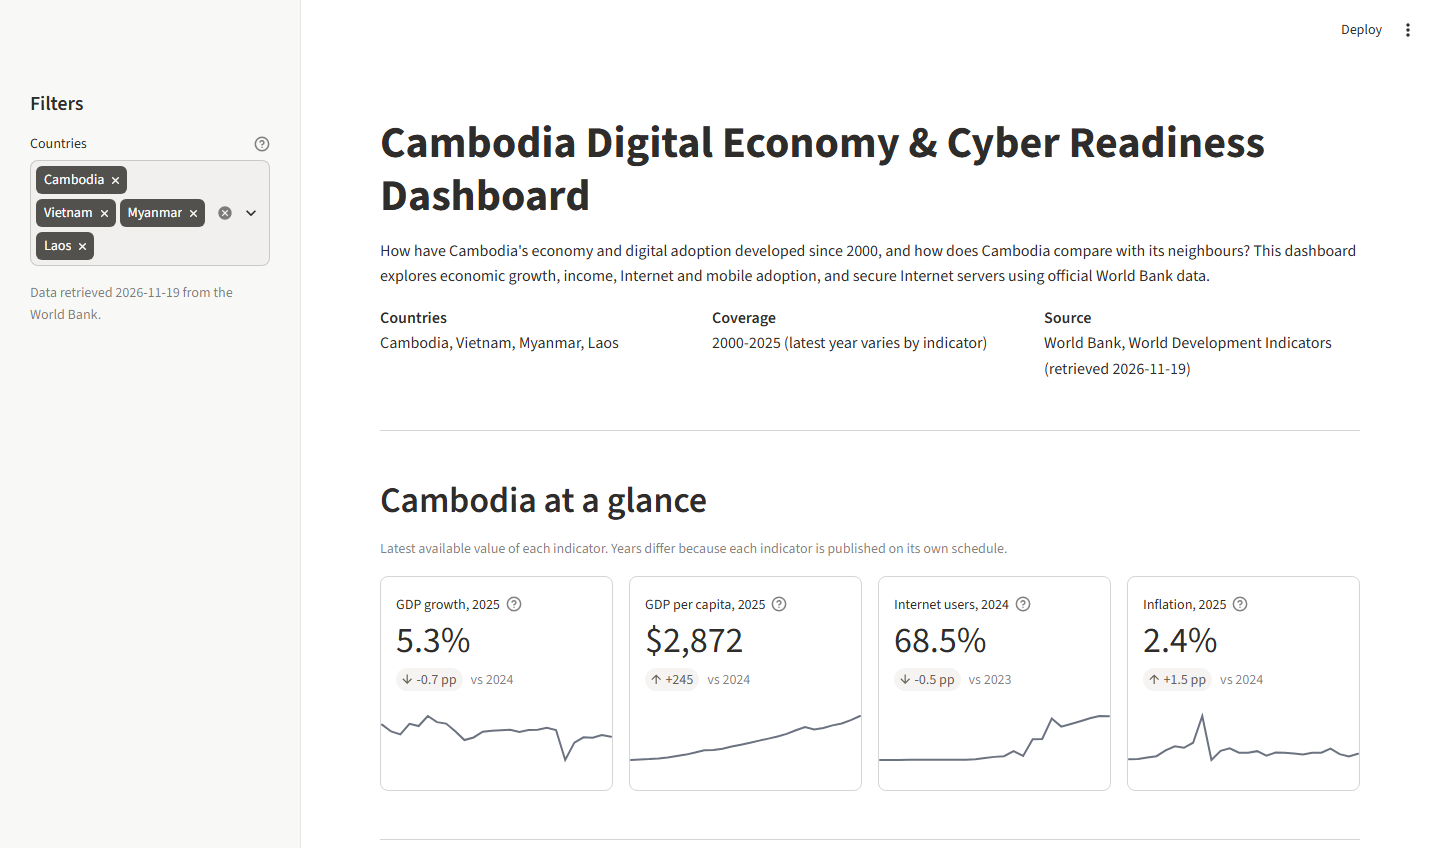 Deploy
Filters
Countries
Cambodia ×
Vietnam × Myanmar ×
Laos ×
Data retrieved 2026-11-19 from the
World Bank.
Cambodia Digital Economy & Cyber Readiness
Dashboard
How have Cambodia's economy and digital adoption developed since 2000, and how does Cambodia compare with its neighbours? This dashboard
explores economic growth, income, Internet and mobile adoption, and secure Internet servers using official World Bank data.
Countries
Cambodia, Vietnam, Myanmar, Laos
Coverage
2000-2025 (latest year varies by indicator)
Source
World Bank, World Development Indicators
(retrieved 2026-11-19)
Cambodia at a glance
Latest available value of each indicator. Years differ because each indicator is published on its own schedule.
GDP growth, 2025
5.3%
↓ -0.7 pp vs 2024
GDP per capita, 2025
$2,872
↑ +245 vs 2024
Internet users, 2024
68.5%
↓ -0.5 pp vs 2023
Inflation, 2025
2.4%
↑ +1.5 pp vs 2024